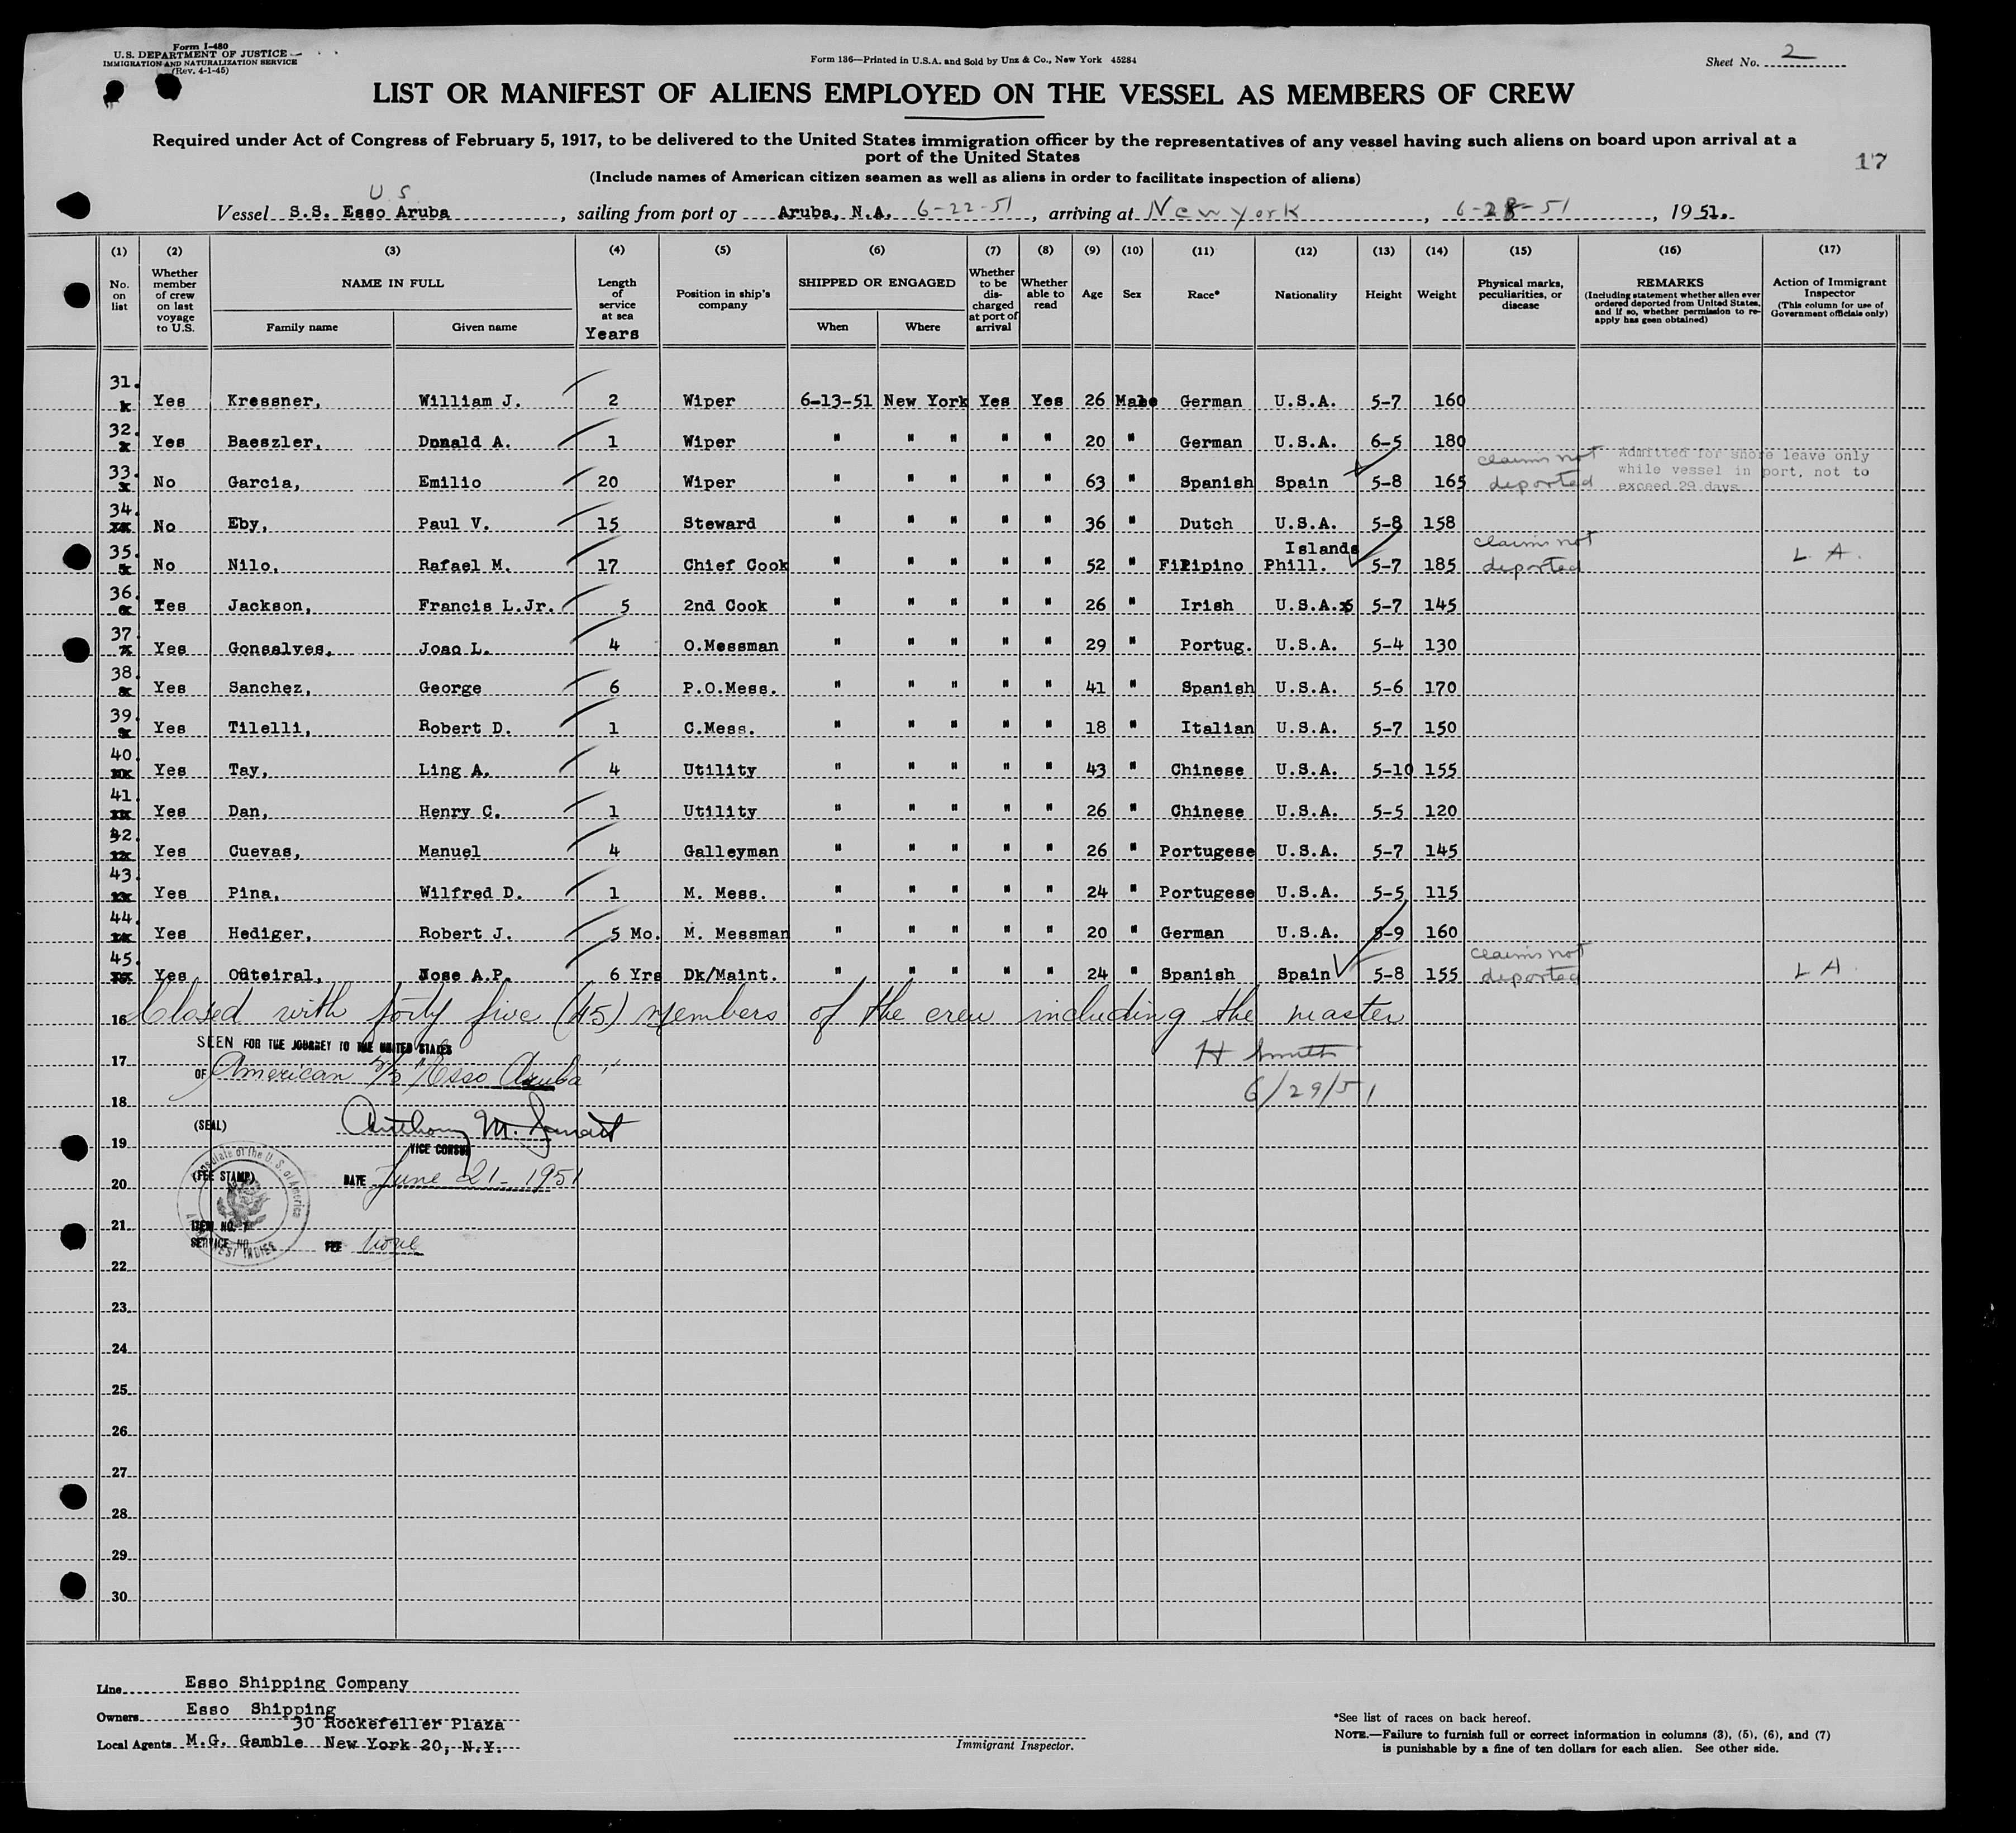 Form I-480
U.S. DEPARTMENT OF JUSTICE
IMMIGRATION AND NATURALIZATION SERVICE
(Rev. 4-1-45)
Form 136—Printed in U.S.A. and Sold by Unz & Co., New York 45284
Sheet No. 2
LIST OR MANIFEST OF ALIENS EMPLOYED ON THE VESSEL AS MEMBERS OF CREW
Required under Act of Congress of February 5, 1917, to be delivered to the United States immigration officer by the representatives of any vessel having such aliens on board upon arrival at a
port of the United States
17
(Include names of American citizen seamen as well as aliens in order to facilitate inspection of aliens)
U.S.
Vessel S.S. Esso Aruba, sailing from port of Aruba, N.A. 6-22-51, arriving at New York, 6-28-51, 1951.
(1) (2) (3) (4) (5) (6) (7) (8) (9) (10) (11) (12) (13) (14) (15) (16) (17)
No. on list
Whether member of crew on last voyage to U.S.
NAME IN FULL
Family name Given name
Length of service at sea
Years
Position in ship's company
SHIPPED OR ENGAGED
When Where
Whether to be discharged at port of arrival
Whether able to read
Age
Sex
Race*
Nationality
Height
Weight
Physical marks, peculiarities, or disease
REMARKS
(Including statement whether alien ever ordered deported from United States, and if so, whether permission to re-apply has geen obtained)
Action of Immigrant Inspector
(This column for use of Government officials only)
31. Yes Kressner, William J. 2 Wiper 6-13-51 New York Yes Yes 26 Male German U.S.A. 5-7 160
32. Yes Baeszler, Dnnald A. 1 Wiper " " " " " 20 " German U.S.A. 6-5 180
33. No Garcia, Emilio 20 Wiper " " " " " 63 " Spanish Spain 5-8 165 claims not deported Admitted for shore leave only
while vessel in port, not to
exceed 29 days
34. No Eby, Paul V. 15 Steward " " " " " 36 " Dutch U.S.A. 5-8 158
35. No Nilo, Rafael M. 17 Chief Cook " " " " " 52 " Filipino Phill. Islands 5-7 185 claims not deported L. A.
36. Yes Jackson, Francis L.Jr. 5 2nd Cook " " " " " 26 " Irish U.S.A. 5-7 145
37. Yes Gonsalves, Joao L. 4 O.Messman " " " " " 29 " Portug. U.S.A. 5-4 130
38. Yes Sanchez, George 6 P.O.Mess. " " " " " 41 " Spanish U.S.A. 5-6 170
39. Yes Tilelli, Robert D. 1 C.Mess. " " " " " 18 " Italian U.S.A. 5-7 150
40. Yes Tay, Ling A. 4 Utility " " " " " 43 " Chinese U.S.A. 5-10 155
41. Yes Dan, Henry C. 1 Utility " " " " " 26 " Chinese U.S.A. 5-5 120
42. Yes Cuevas, Manuel 4 Galleyman " " " " " 26 " Portugese U.S.A. 5-7 145
43. Yes Pina, Wilfred D. 1 M. Mess. " " " " " 24 " Portugese U.S.A. 5-5 115
44. Yes Hediger, Robert J. 5 Mo. M. Messman " " " " " 20 " German U.S.A. 5-9 160
45. Yes Outeiral, Jose A.P. 6 Yrs Dk/Maint. " " " " " 24 " Spanish Spain 5-8 155 claims not deported L A
16 Closed with forty five (45) members of the crew including the master
SEEN FOR THE JOURNEY TO THE UNITED STATES
H Smith
17
OF American S/S "Esso Aruba"
6/29/51
18
(SEAL)
19
VICE CONSUL
(FEE STAMP)
20
DATE June 21 - 1951
21
ITEM NO. 7
SERVICE NO. FEE None
22
23
24
25
26
27
28
29
30
Line Esso Shipping Company
Owners Esso Shipping
30 Rockefeller Plaza
Local Agents M.G. Gamble New York 20, N.Y.
Immigrant Inspector.
*See list of races on back hereof.
NOTE.—Failure to furnish full or correct information in columns (3), (5), (6), and (7)
is punishable by a fine of ten dollars for each alien. See other side.